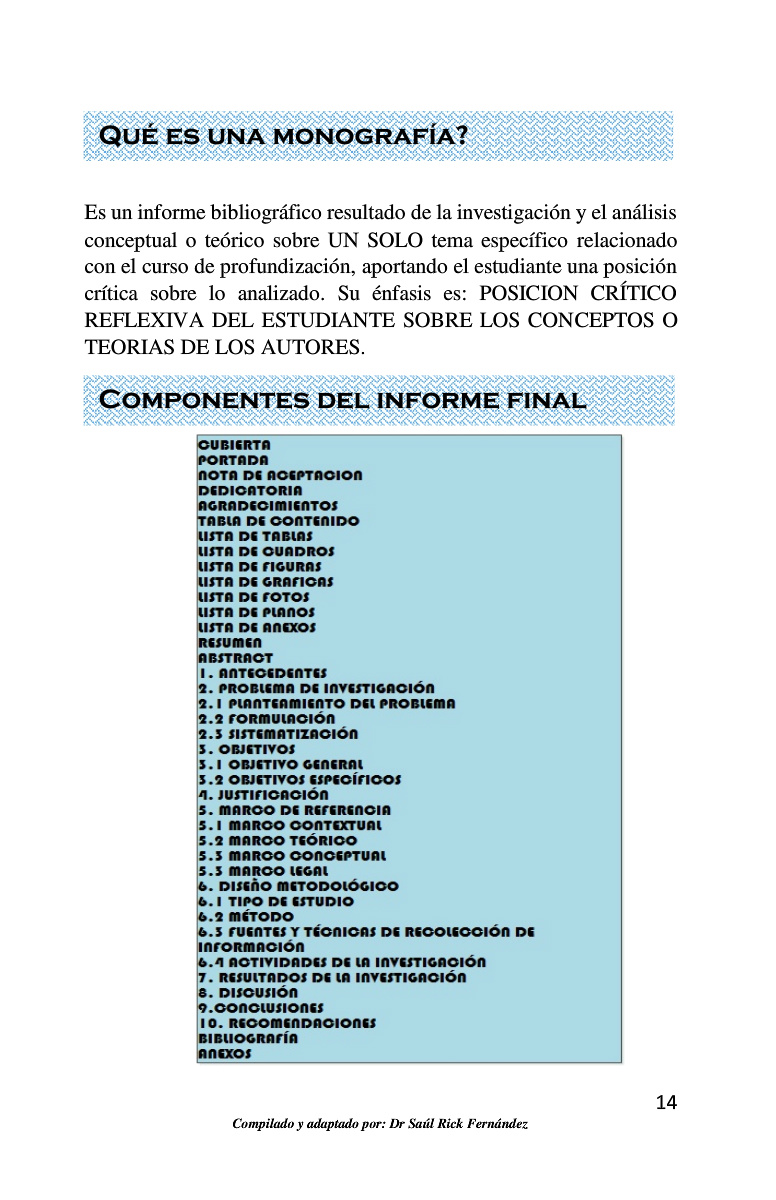 QUÉ ES UNA MONOGRAFÍA?
Es un informe bibliográfico resultado de la investigación y el análisis
conceptual o teórico sobre UN SOLO tema específico relacionado
con el curso de profundización, aportando el estudiante una posición
crítica sobre lo analizado. Su énfasis es: POSICION CRÍTICO
REFLEXIVA DEL ESTUDIANTE SOBRE LOS CONCEPTOS O
TEORIAS DE LOS AUTORES.
COMPONENTES DEL INFORME FINAL
CUBIERTA
PORTADA
NOTA DE ACEPTACION
DEDICATORIA
AGRADECIMIENTOS
TABLA DE CONTENIDO
LISTA DE TABLAS
LISTA DE CUADROS
LISTA DE FIGURAS
LISTA DE GRAFICAS
LISTA DE FOTOS
LISTA DE PLANOS
LISTA DE ANEXOS
RESUMEN
ABSTRACT
1. ANTECEDENTES
2. PROBLEMA DE INVESTIGACIÓN
2.1 PLANTEAMIENTO DEL PROBLEMA
2.2 FORMULACIÓN
2.3 SISTEMATIZACIÓN
3. OBJETIVOS
3.1 OBJETIVO GENERAL
3.2 OBJETIVOS ESPECÍFICOS
4. JUSTIFICACIÓN
5. MARCO DE REFERENCIA
5.1 MARCO CONTEXTUAL
5.2 MARCO TEÓRICO
5.3 MARCO CONCEPTUAL
5.3 MARCO LEGAL
6. DISEÑO METODOLÓGICO
6.1 TIPO DE ESTUDIO
6.2 MÉTODO
6.3 FUENTES Y TÉCNICAS DE RECOLECCIÓN DE
INFORMACIÓN
6.4 ACTIVIDADES DE LA INVESTIGACIÓN
7. RESULTADOS DE LA INVESTIGACIÓN
8. DISCUSIÓN
9.CONCLUSIONES
10. RECOMENDACIONES
BIBLIOGRAFÍA
ANEXOS
14
Compilado y adaptado por: Dr Saúl Rick Fernández